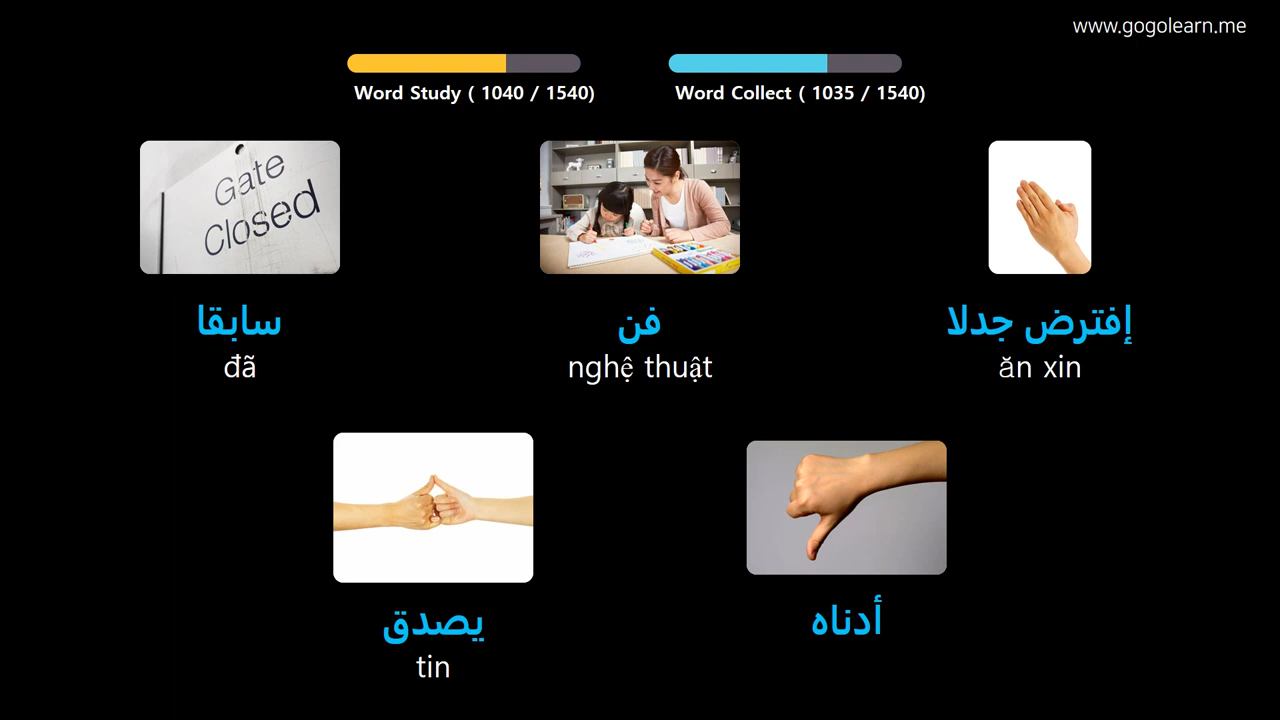 www.gogolearn.me
Word Study ( 1040 / 1540)
Word Collect ( 1035 / 1540)
Gate
Closed
سابقا
đã
فن
nghệ thuật
إفترض جدلا
ăn xin
يصدق
tin
أدناه